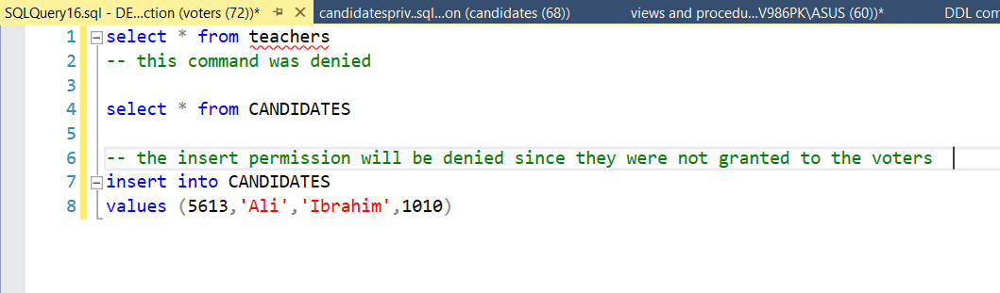 SQLQuery16.sql - DE...ction (voters (72))* candidatespriv...sql...on (candidates (68)) views and procedu...V986PK\ASUS (60))* DDL com
1 select * from teachers
2 -- this command was denied
3
4 select * from CANDIDATES
5
6 -- the insert permission will be denied since they were not granted to the voters
7 insert into CANDIDATES
8 values (5613,'Ali','Ibrahim',1010)